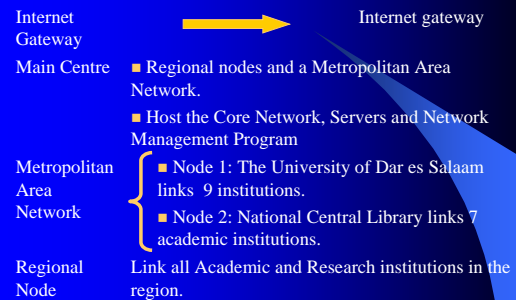 Internet Gateway
Internet gateway
Main Centre
■ Regional nodes and a Metropolitan Area
Network.
■ Host the Core Network, Servers and Network
Management Program
Metropolitan
Area
Network
■ Node 1: The University of Dar es Salaam
links 9 institutions.
■ Node 2: National Central Library links 7
academic institutions.
Regional
Node
Link all Academic and Research institutions in the
region.